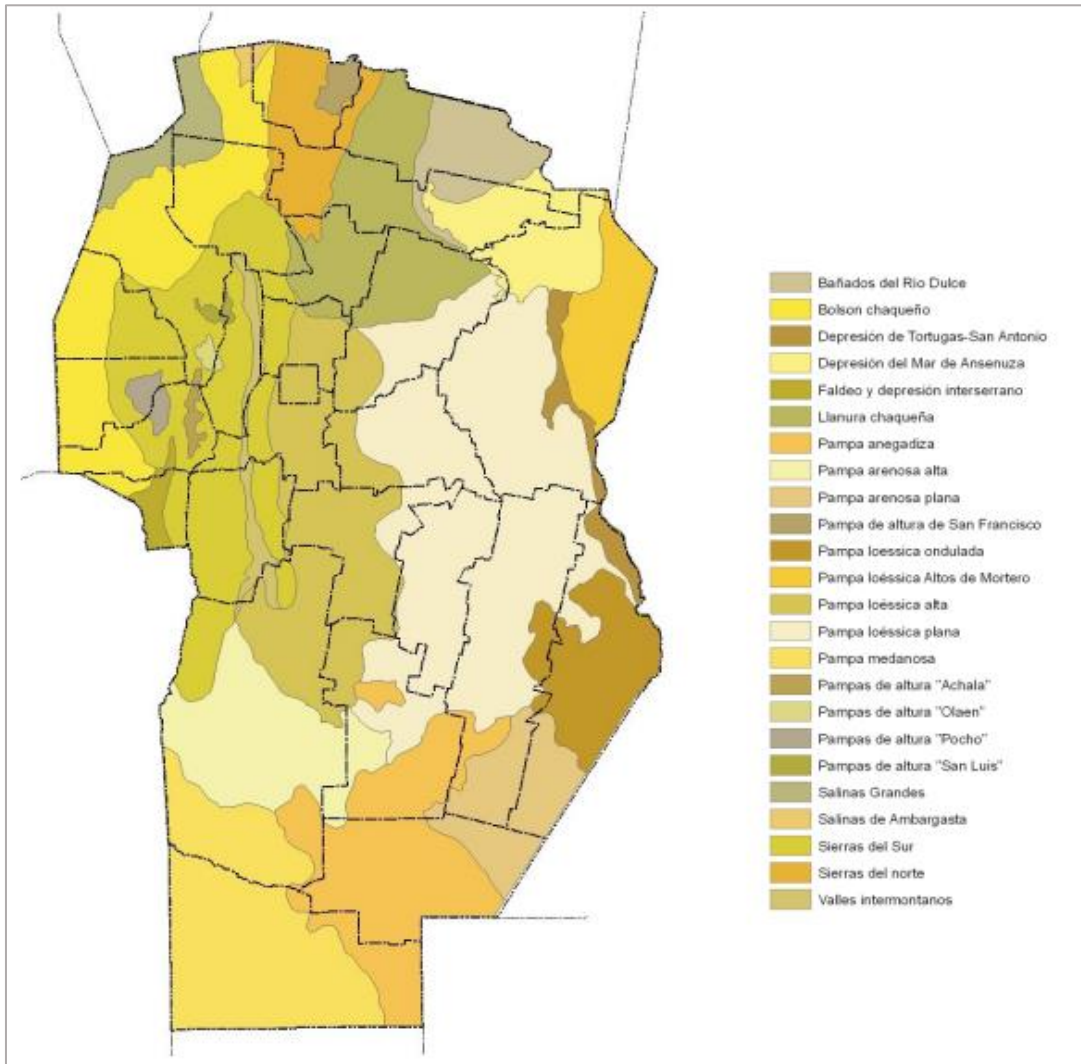 Bañados del Rio Dulce
Bolson chaqueño
Depresión de Tortugas-San Antonio
Depresión del Mar de Ansenuza
Faldeo y depresión interserrano
Llanura chaqueña
Pampa anegadiza
Pampa arenosa alta
Pampa arenosa plana
Pampa de altura de San Francisco
Pampa loessica ondulada
Pampa loéssica Altos de Mortero
Pampa loéssica alta
Pampa loéssica plana
Pampa medanosa
Pampas de altura "Achala"
Pampas de altura "Olaen"
Pampas de altura "Pocho"
Pampas de altura "San Luis"
Salinas Grandes
Salinas de Ambargasta
Sierras del Sur
Sierras del norte
Valles intermontanos